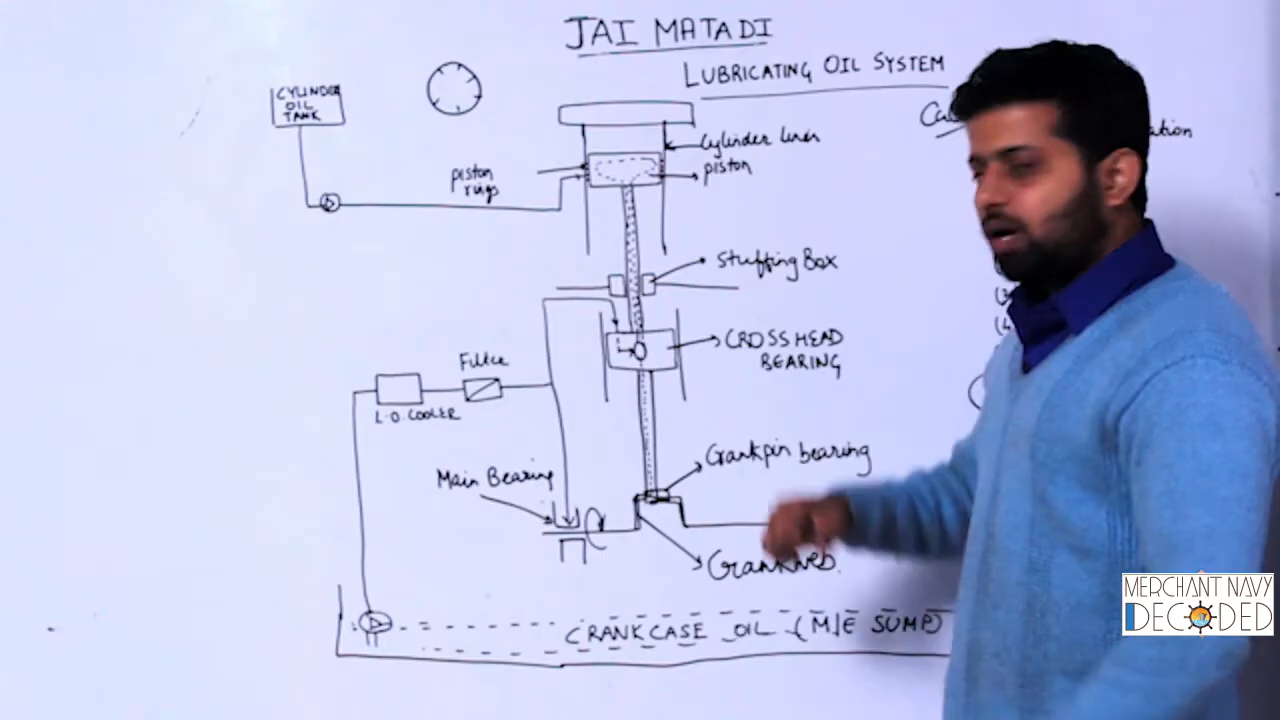 JAI MATADI
LUBRICATING OIL SYSTEM
CYLINDER
OIL
TANK
Cylinder liner
piston
piston
rings
Stuffing Box
CROSSHEAD
BEARING
Filter
L.O. COOLER
Crankpin bearing
Main Bearing
Crankweb
CRANKCASE OIL (M/E SUMP)
MERCHANT NAVY
DECODED